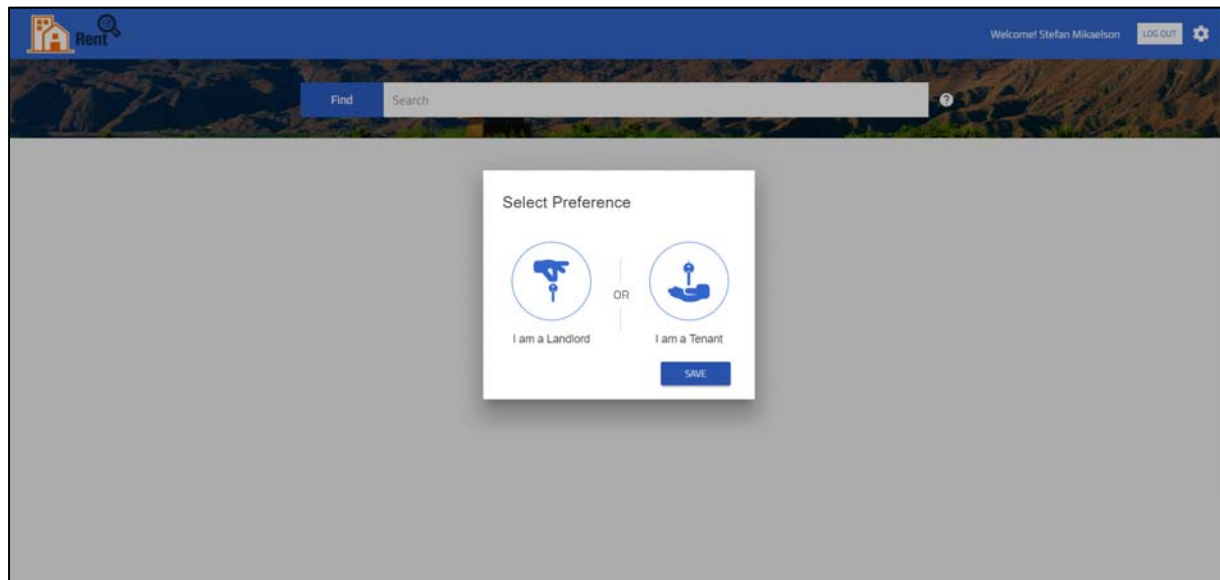 Rent
Welcome! Stefan Mikaelson
LOG OUT
Find
Search
?
Select Preference
OR
I am a Landlord
I am a Tenant
SAVE